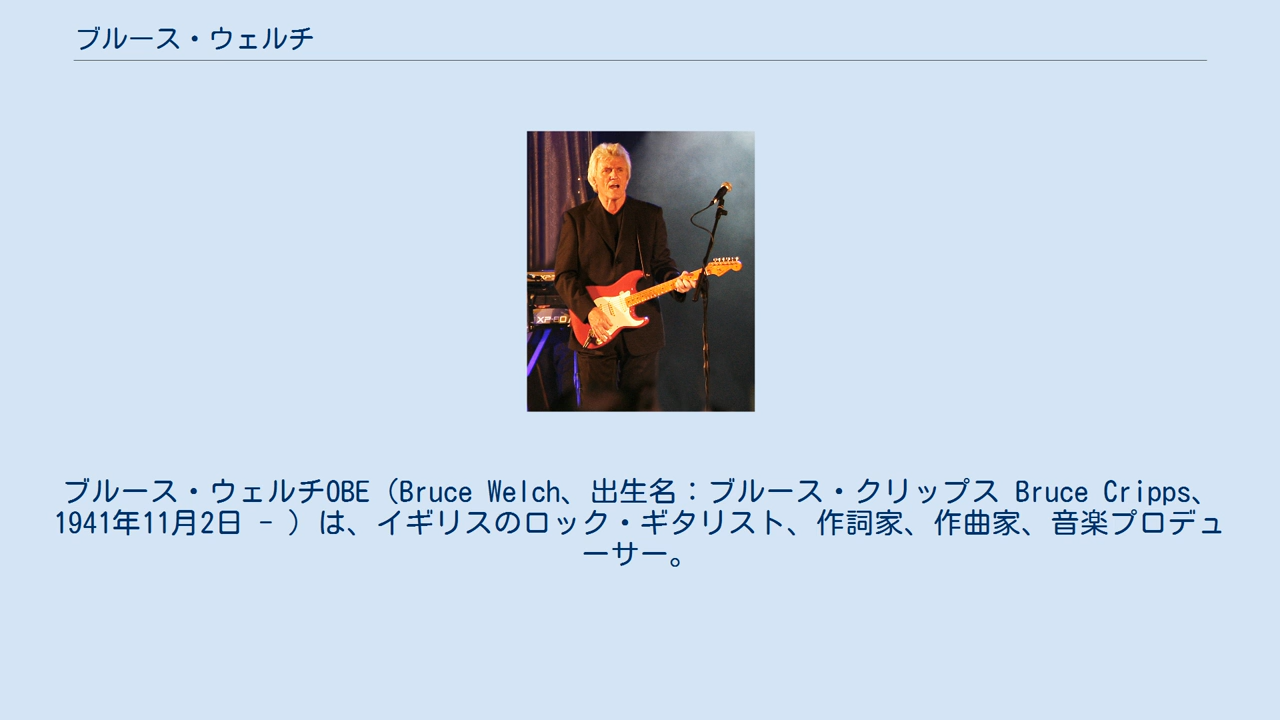 ブルース・ウェルチ
ブルース・ウェルチOBE（Bruce Welch、出生名：ブルース・クリップス Bruce Cripps、
1941年11月2日 - ）は、イギリスのロック・ギタリスト、作詞家、作曲家、音楽プロデュ
ーサー。